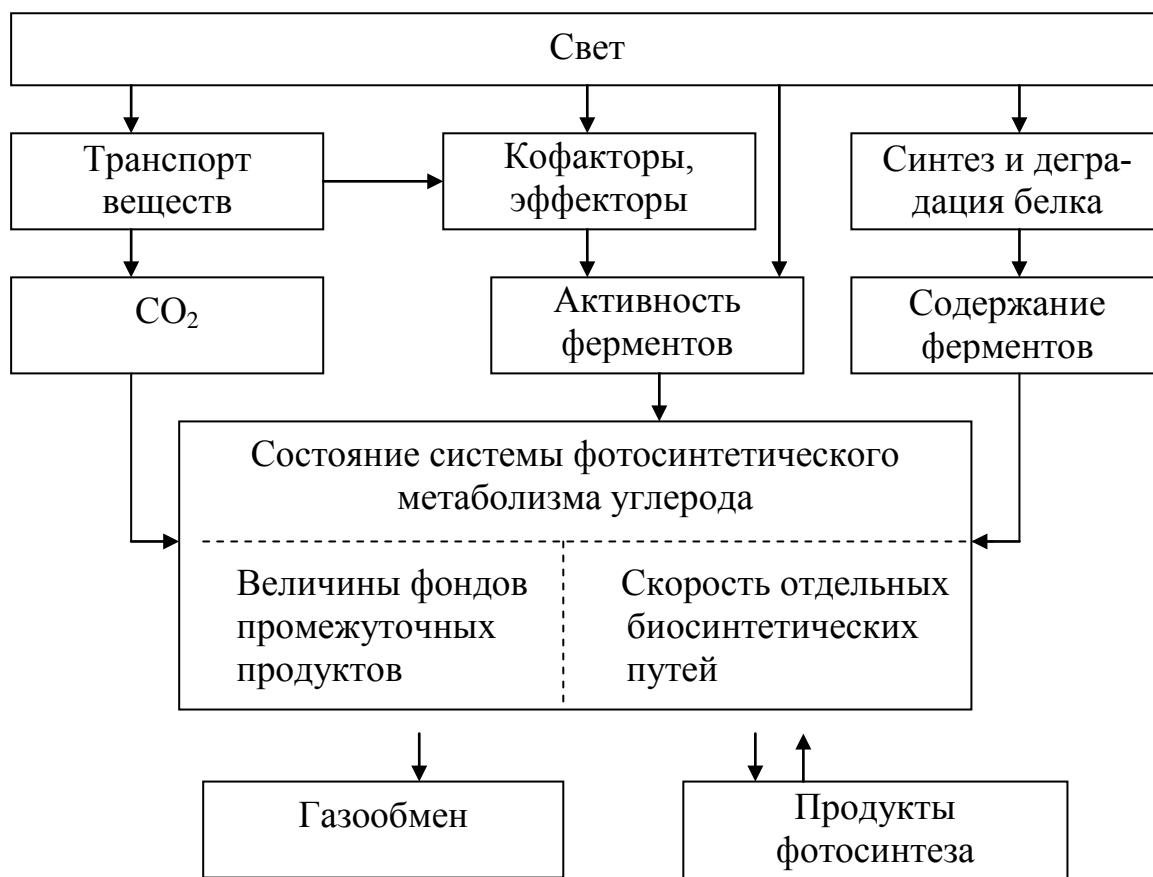 Свет
Транспорт
веществ
Кофакторы,
эффекторы
Синтез и дегра-
дация белка
CO₂
Активность
ферментов
Содержание
ферментов
Состояние системы фотосинтетического
метаболизма углерода
Величины фондов
промежуточных
продуктов
Скорость отдельных
биосинтетических
путей
Газообмен
Продукты
фотосинтеза